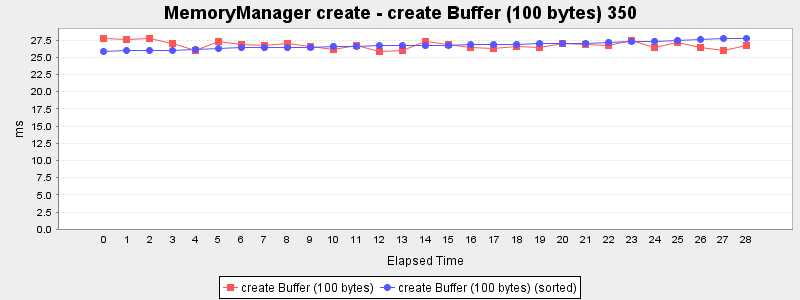 MemoryManager create - create Buffer (100 bytes) 350
27.5
25.0
22.5
20.0
17.5
15.0
12.5
10.0
7.5
5.0
2.5
0.0
ms
0 1 2 3 4 5 6 7 8 9 10 11 12 13 14 15 16 17 18 19 20 21 22 23 24 25 26 27 28
Elapsed Time
create Buffer (100 bytes) create Buffer (100 bytes) (sorted)